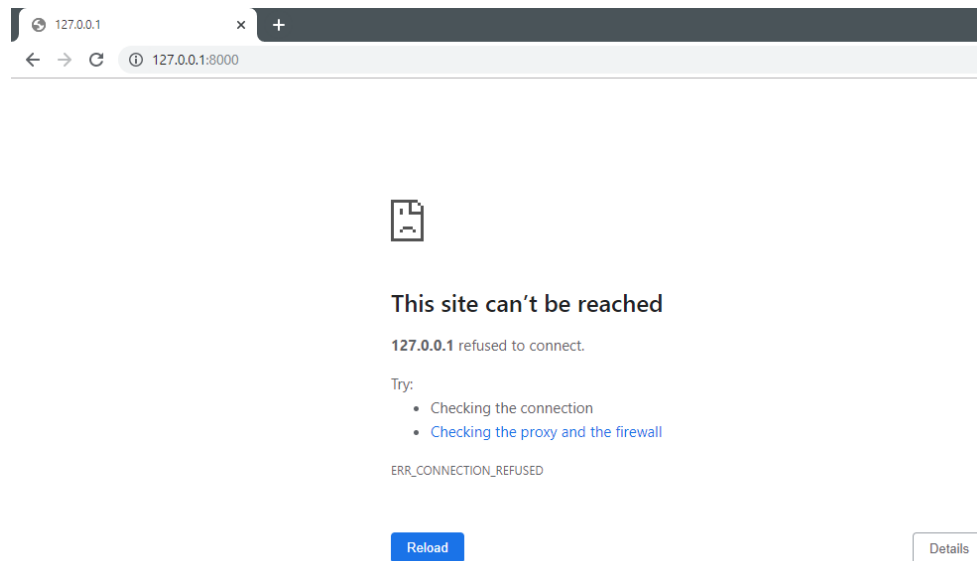 127.0.0.1
127.0.0.1:8000
This site can’t be reached
127.0.0.1 refused to connect.
Try:
• Checking the connection
• Checking the proxy and the firewall
ERR_CONNECTION_REFUSED
Reload
Details